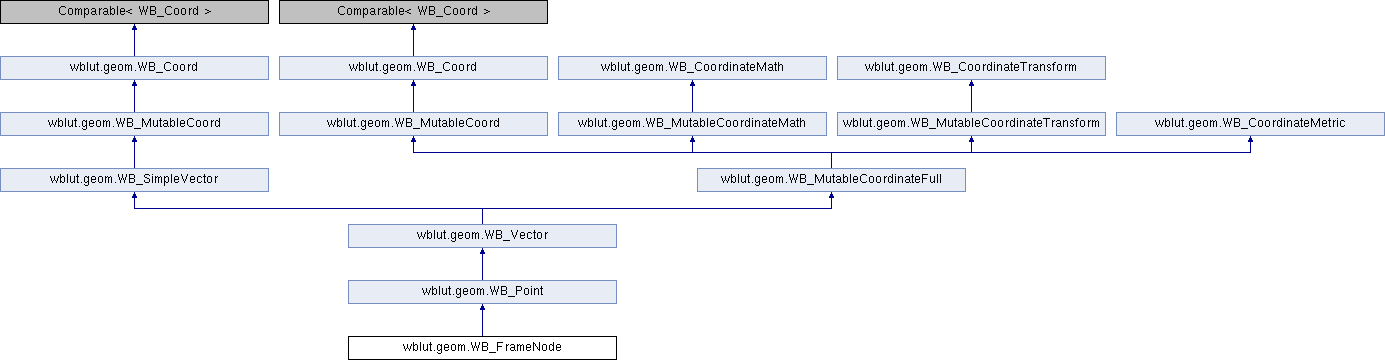 Comparable< WB_Coord >
Comparable< WB_Coord >
wblut.geom.WB_Coord
wblut.geom.WB_Coord
wblut.geom.WB_CoordinateMath
wblut.geom.WB_CoordinateTransform
wblut.geom.WB_MutableCoord
wblut.geom.WB_MutableCoord
wblut.geom.WB_MutableCoordinateMath
wblut.geom.WB_MutableCoordinateTransform
wblut.geom.WB_CoordinateMetric
wblut.geom.WB_SimpleVector
wblut.geom.WB_MutableCoordinateFull
wblut.geom.WB_Vector
wblut.geom.WB_Point
wblut.geom.WB_FrameNode